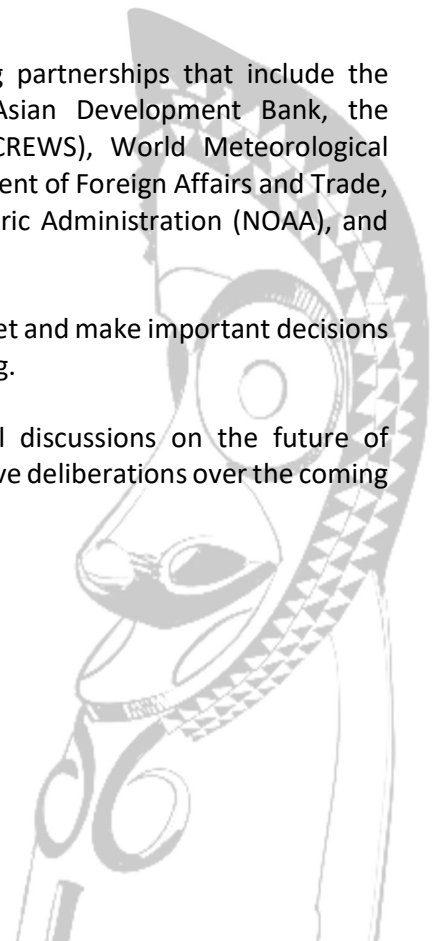 partnerships that include the
Asian Development Bank, the
CREWS), World Meteorological
ent of Foreign Affairs and Trade,
ric Administration (NOAA), and
et and make important decisions
g.
discussions on the future of
ve deliberations over the coming